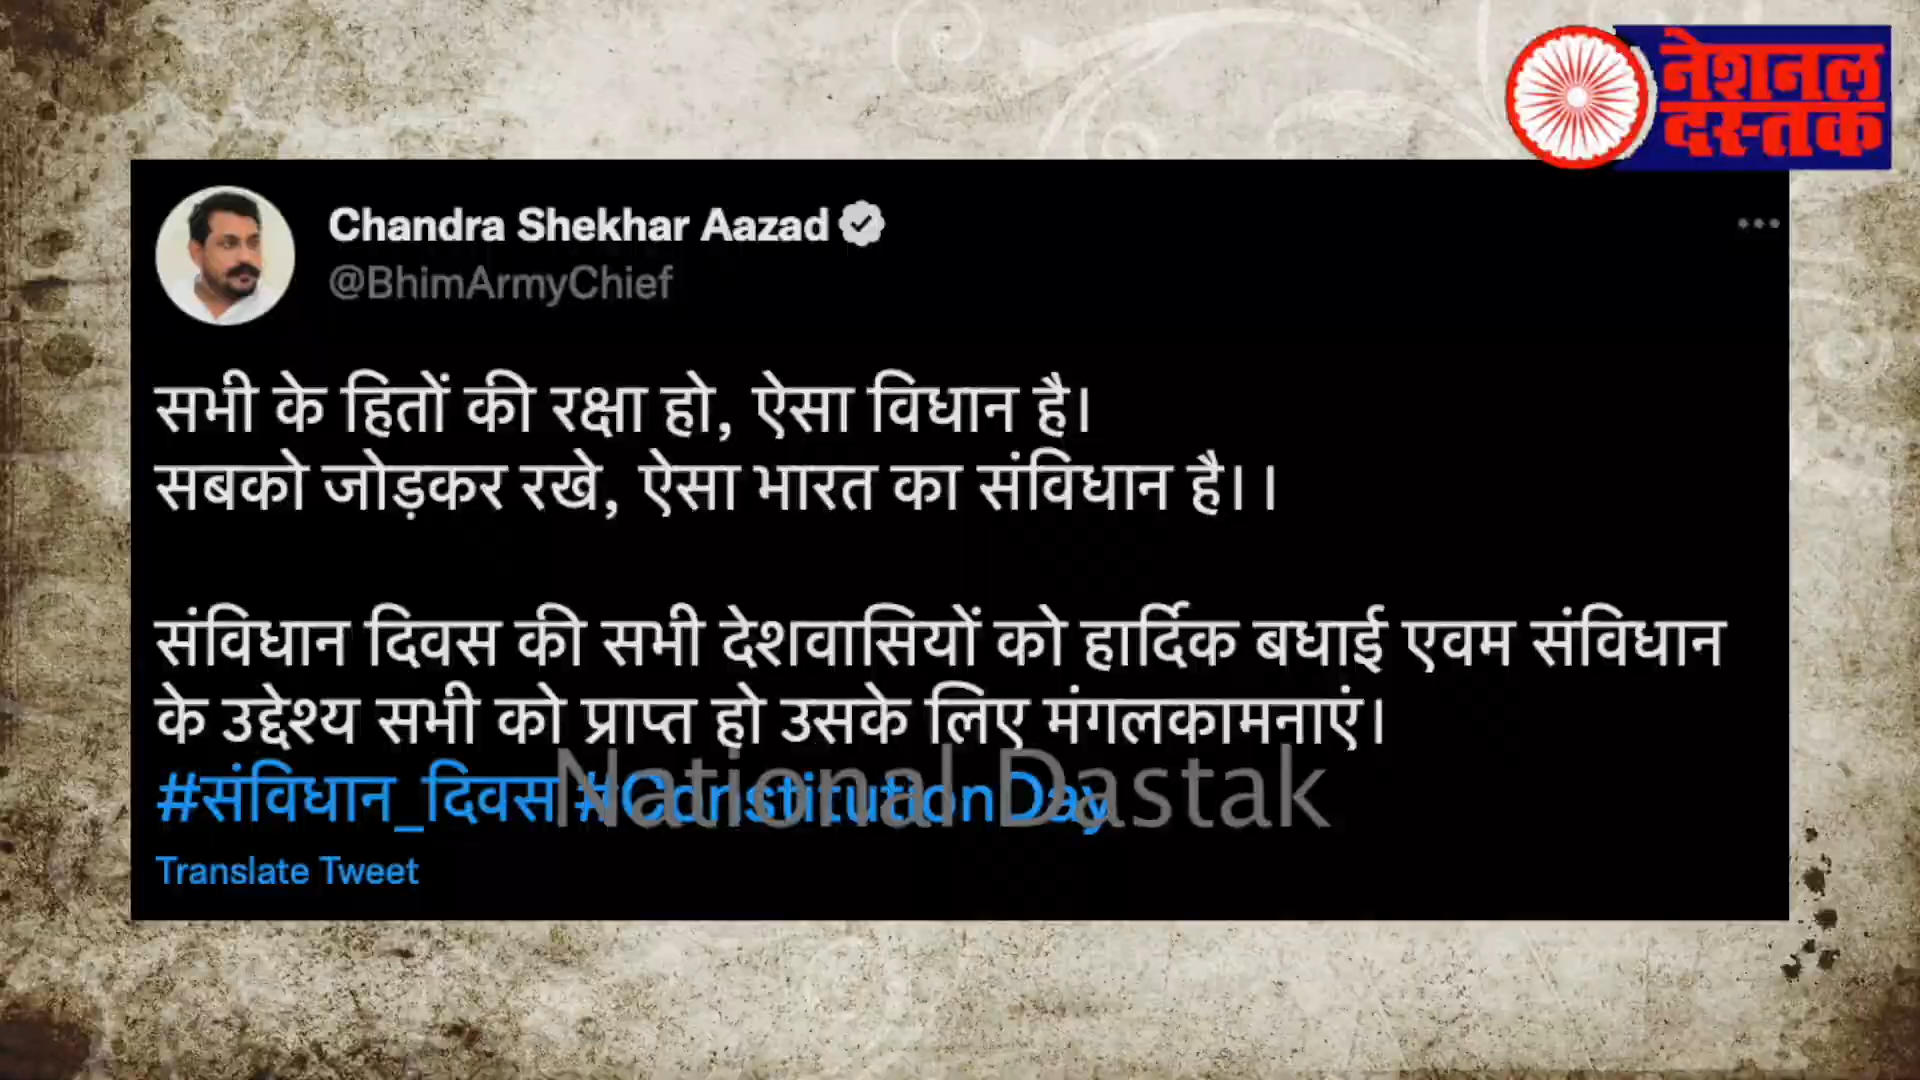 नेशनल
दस्तक
Chandra Shekhar Aazad
@BhimArmyChief
सभी के हितों की रक्षा हो, ऐसा विधान है।
सबको जोड़कर रखे, ऐसा भारत का संविधान है।।
संविधान दिवस की सभी देशवासियों को हार्दिक बधाई एवम संविधान
के उद्देश्य सभी को प्राप्त हो उसके लिए मंगलकामनाएं।
#संविधान_दिवस #ConstitutionDay
National Dastak
Translate Tweet